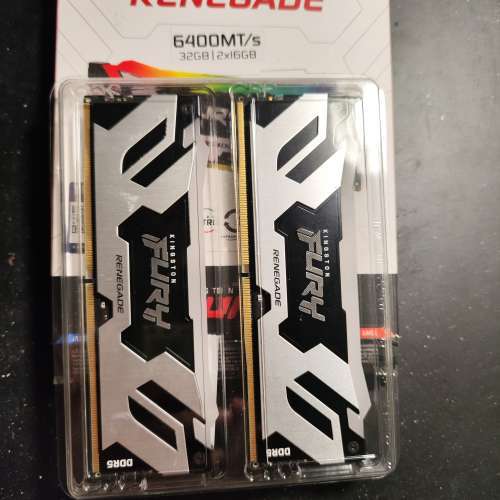 RENEGADE
6400MT/s
32GB | 2x16GB
KINGSTON
FURY
RENEGADE
DDR5
KINGSTON
FURY
RENEGADE
DDR5